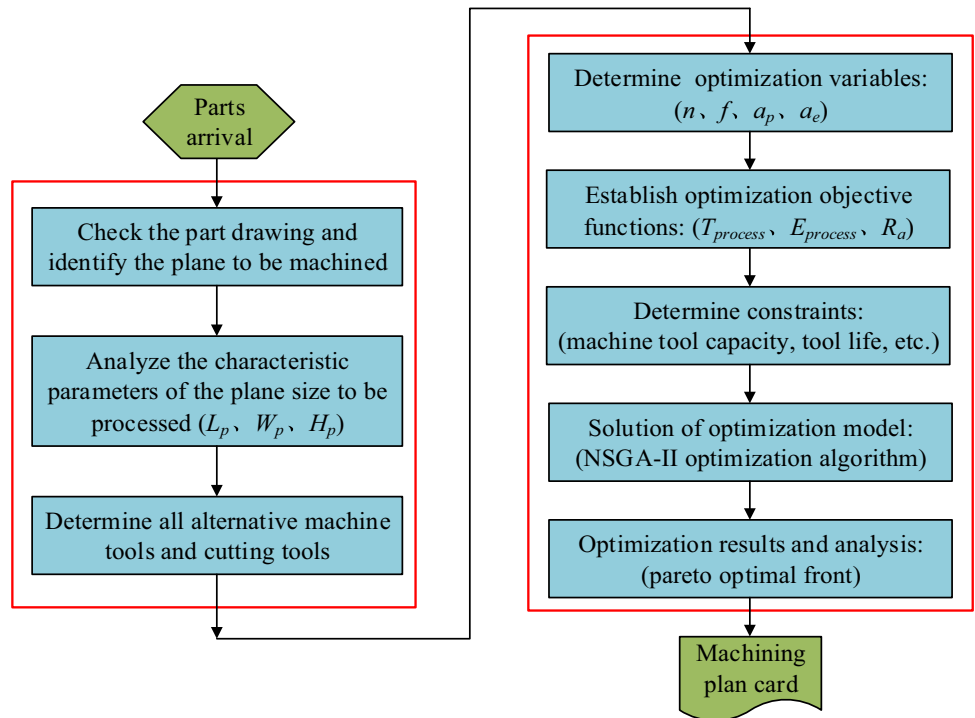 Parts
arrival
Check the part drawing and
identify the plane to be machined
Analyze the characteristic
parameters of the plane size to be
processed (Lp、Wp、Hp)
Determine all alternative machine
tools and cutting tools
Determine optimization variables:
(n、f、ap、ae)
Establish optimization objective
functions: (Tprocess、Eprocess、Ra)
Determine constraints:
(machine tool capacity, tool life, etc.)
Solution of optimization model:
(NSGA-II optimization algorithm)
Optimization results and analysis:
(pareto optimal front)
Machining
plan card